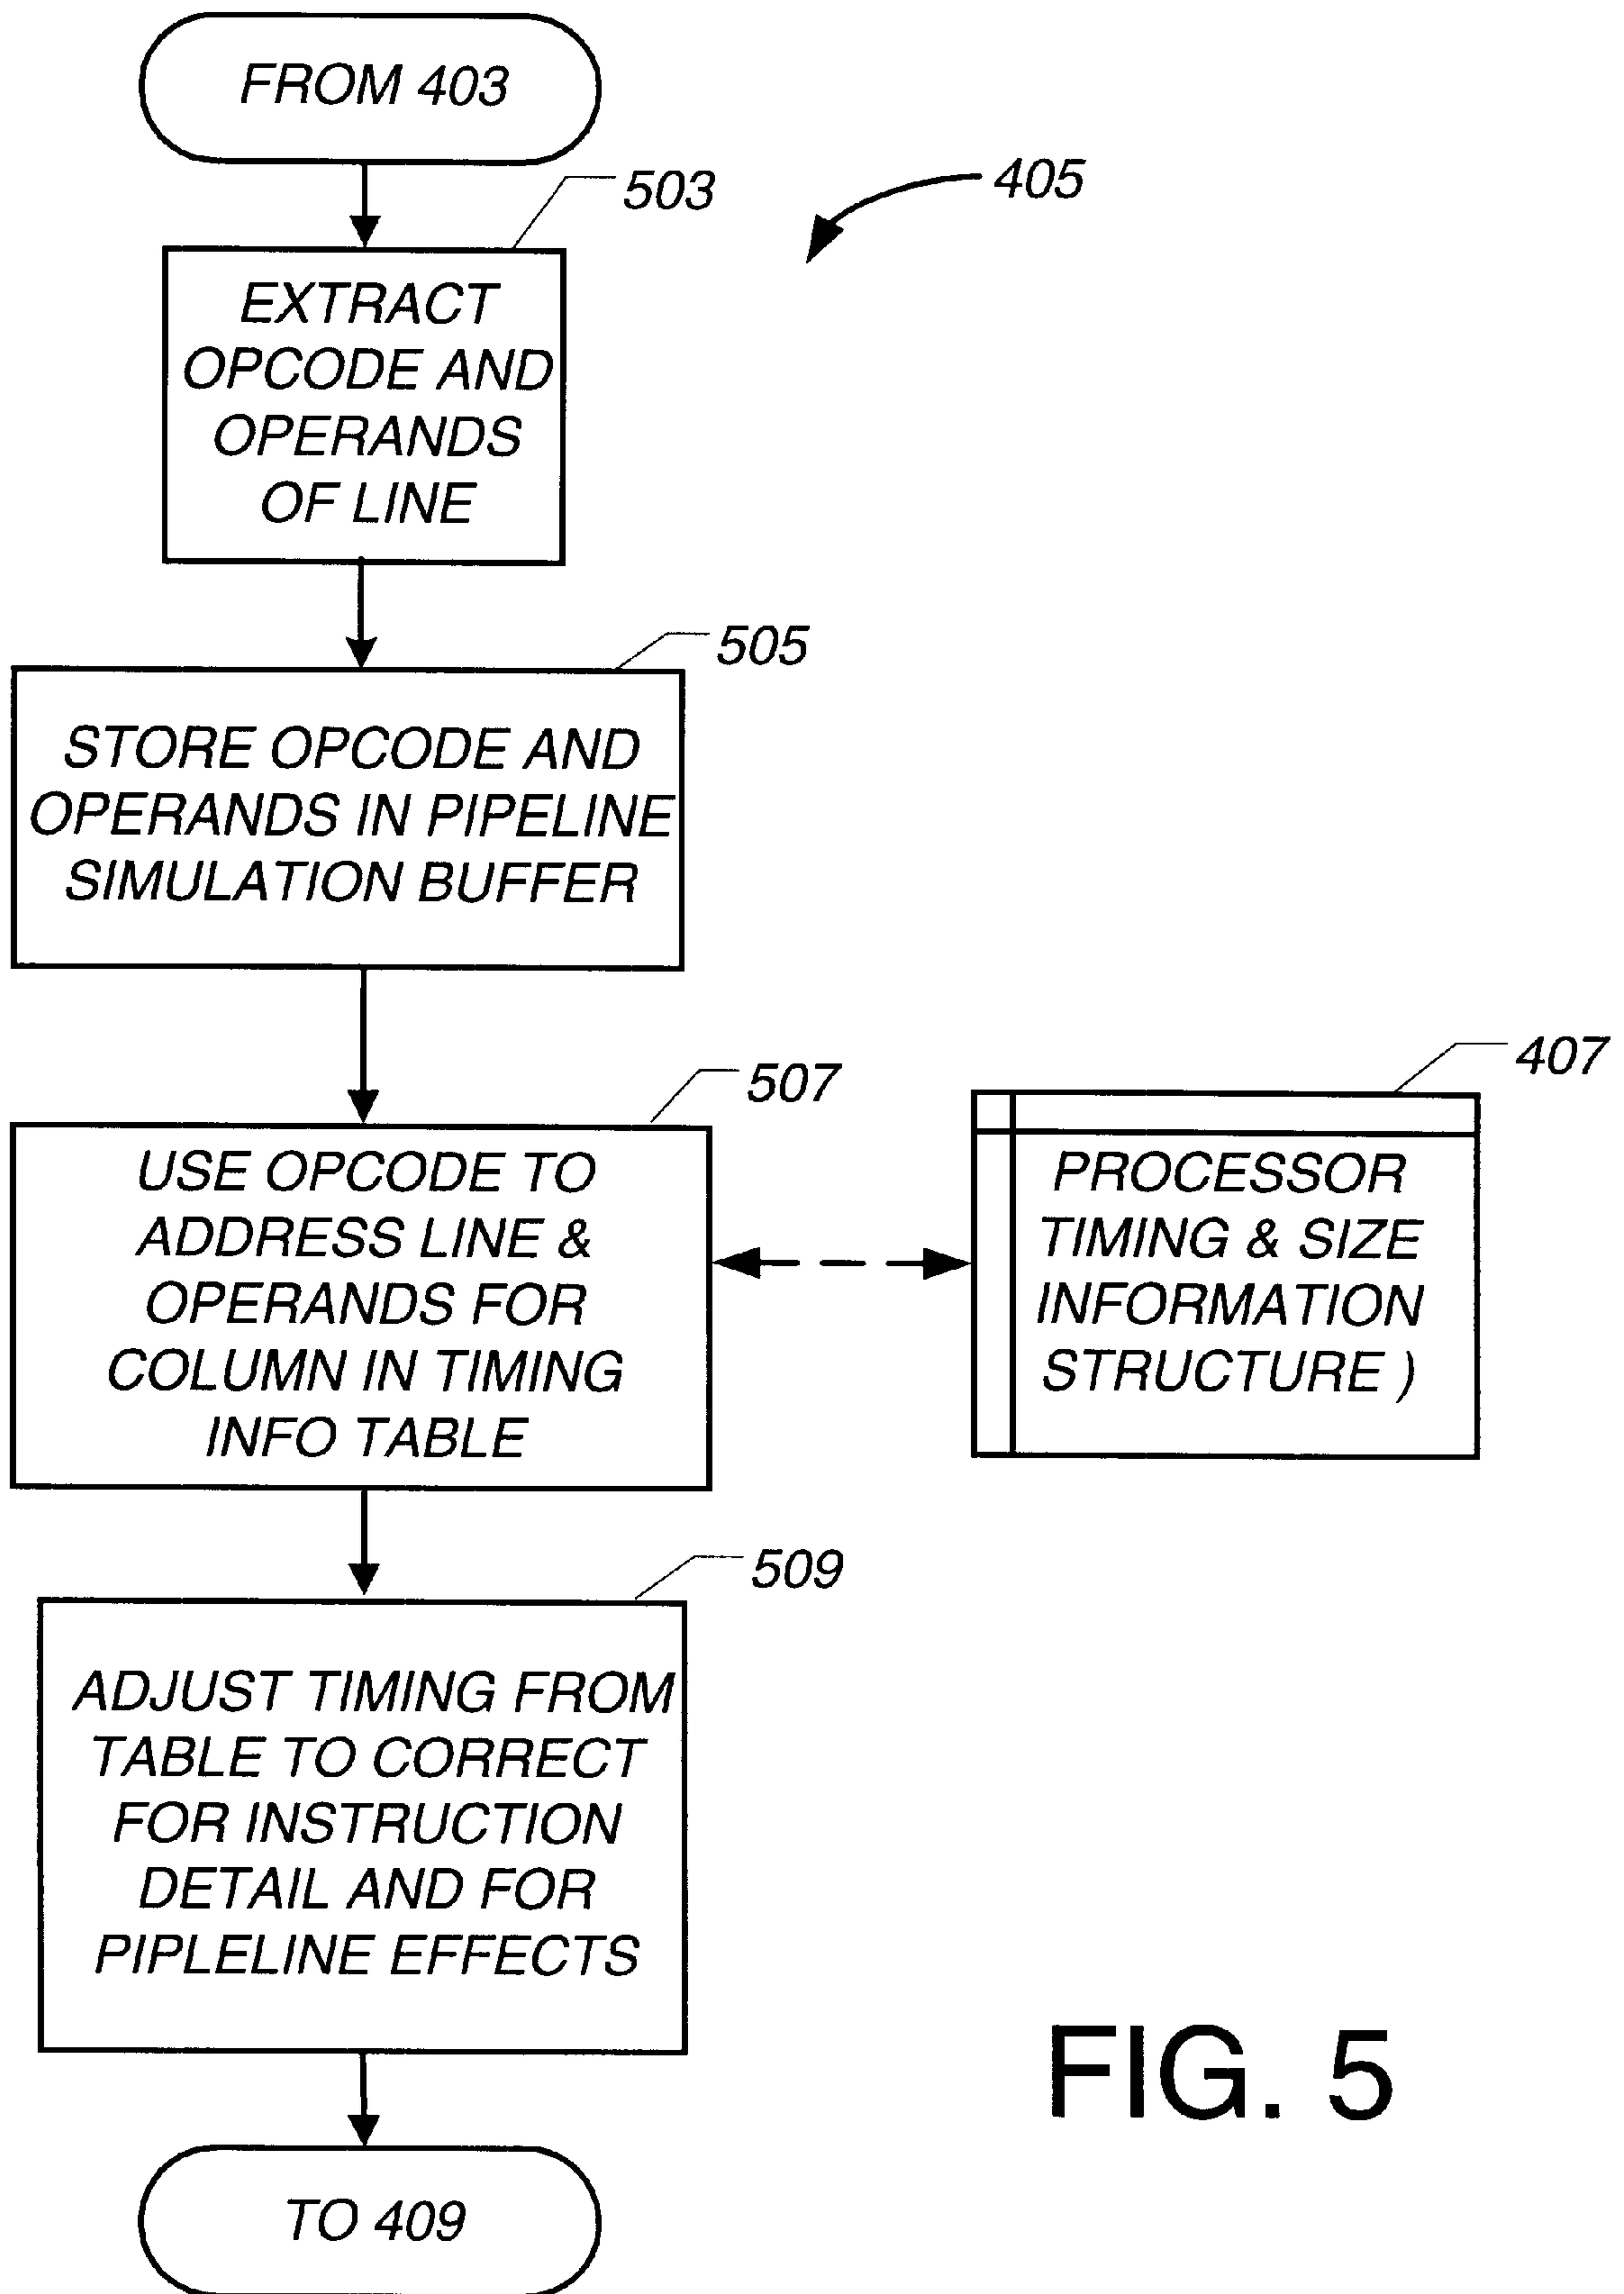 FROM 403
503
405
EXTRACT
OPCODE AND
OPERANDS
OF LINE
505
STORE OPCODE AND
OPERANDS IN PIPELINE
SIMULATION BUFFER
507
407
USE OPCODE TO
ADDRESS LINE &
OPERANDS FOR
COLUMN IN TIMING
INFO TABLE
PROCESSOR
TIMING & SIZE
INFORMATION
STRUCTURE )
509
ADJUST TIMING FROM
TABLE TO CORRECT
FOR INSTRUCTION
DETAIL AND FOR
PIPLELINE EFFECTS
FIG. 5
TO 409